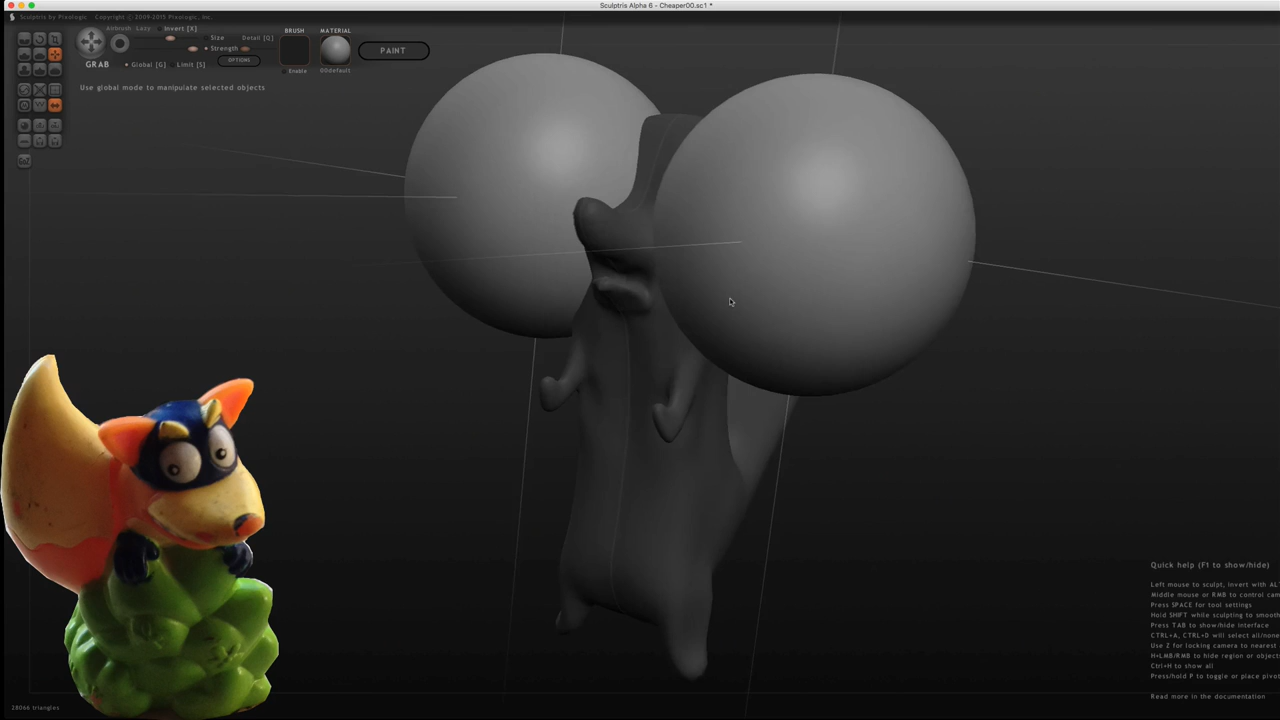 Sculptris Alpha 6 - Cheaper00.sc1 *
Sculptris by Pixologic Copyright (c) 2009-2015 Pixologic, Inc.
Airbrush Lazy Invert [X]
Size Detail [Q]
Strength
GRAB Global [G] Limit [S] OPTIONS
BRUSH
Enable
MATERIAL
00default
PAINT
Use global mode to manipulate selected objects
GoZ
Quick help (F1 to show/hide)
Left mouse to sculpt, invert with AL
Middle mouse or RMB to control cam
Press SPACE for tool settings
Hold SHIFT while sculpting to smooth
Press TAB to show/hide interface
CTRL+A, CTRL+D will select all/none
Use Z for locking camera to nearest
H+LMB/RMB to hide region or object
Ctrl+H to show all
Press/hold P to toggle or place pivo
Read more in the documentation
28066 triangles